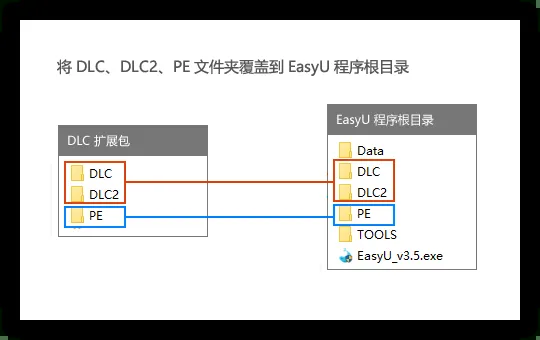 将 DLC、DLC2、PE 文件夹覆盖到 EasyU 程序根目录
DLC 扩展包
DLC
DLC2
PE
EasyU 程序根目录
Data
DLC
DLC2
PE
TOOLS
EasyU_v3.5.exe